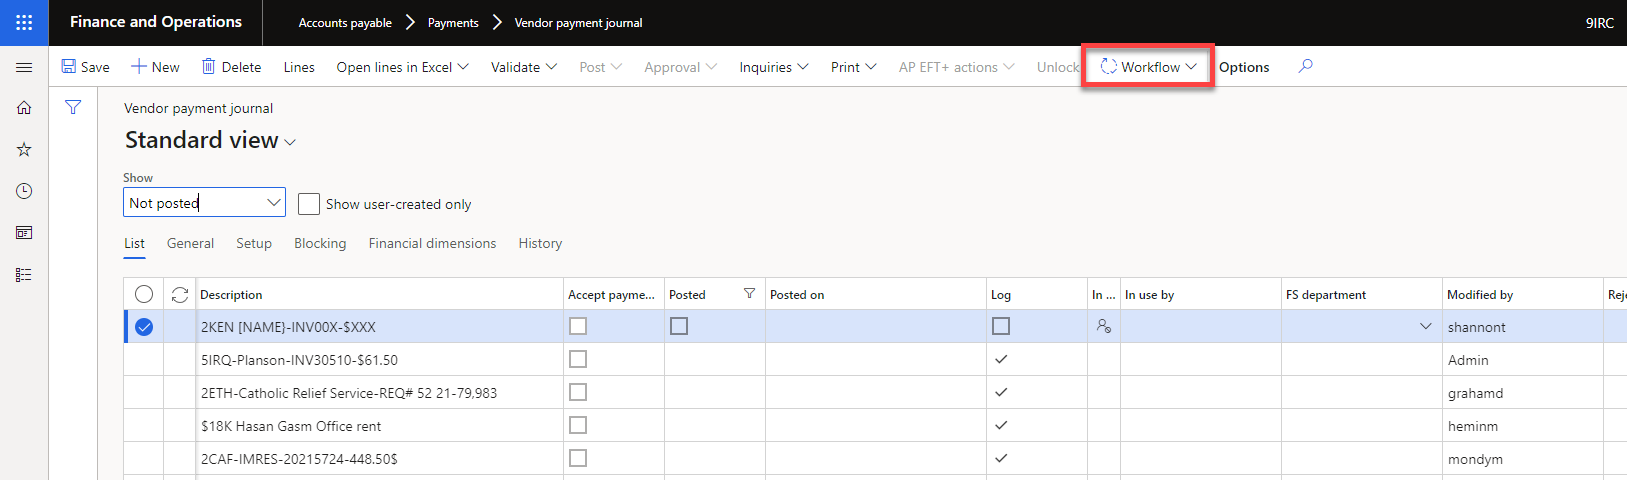 Finance and Operations Accounts payable Payments Vendor payment journal 9IRC
Save New Delete Lines Open lines in Excel Validate Post Approval Inquiries Print AP EFT+ actions Unlock Workflow Options
Vendor payment journal
Standard view
Show
Not posted Show user-created only
List General Setup Blocking Financial dimensions History
Description Accept payme... Posted Posted on Log In ... In use by FS department Modified by Reje
2KEN [NAME}-INV00X-$XXX shannont
5IRQ-Planson-INV30510-$61.50 Admin
2ETH-Catholic Relief Service-REQ# 52 21-79,983 grahamd
$18K Hasan Gasm Office rent heminm
2CAF-IMRES-20215724-448.50$ mondym